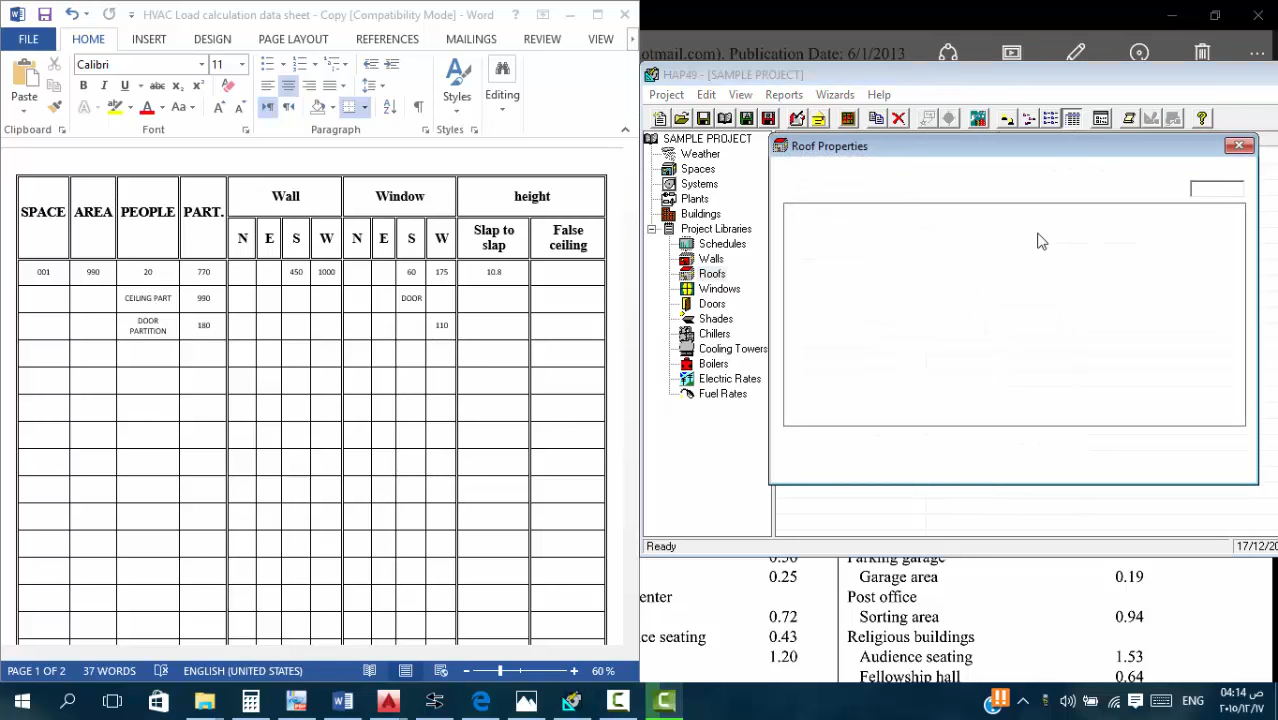 HVAC Load calculation data sheet - Copy [Compatibility Mode] - Word
FILE HOME INSERT DESIGN PAGE LAYOUT REFERENCES MAILINGS REVIEW VIEW
Calibri 11
Paste
Styles
Editing
Clipboard Font Paragraph Styles
SPACE AREA PEOPLE PART. Wall Window height
N E S W N E S W Slap to slap False ceiling
001 990 20 770 450 1000 60 175 10.8
CEILING PART 990 DOOR
DOOR PARTITION 180 110
PAGE 1 OF 2 37 WORDS ENGLISH (UNITED STATES) 60 %
otmail.com). Publication Date; 6/1/2013
HAP49 - [SAMPLE PROJECT]
Project Edit View Reports Wizards Help
SAMPLE PROJECT
Weather
Spaces
Systems
Plants
Buildings
Project Libraries
Schedules
Walls
Roofs
Windows
Doors
Shades
Chillers
Cooling Towers
Boilers
Electric Rates
Fuel Rates
Roof Properties
Ready 17/12/20
Parking garage
0.25 Garage area 0.19
enter Post office
0.72 Sorting area 0.94
ce seating 0.43 Religious buildings
1.20 Audience seating 1.53
Fellowship hall 0.64
ENG 04:14 ص
٢٠١٥/١٢/١٧